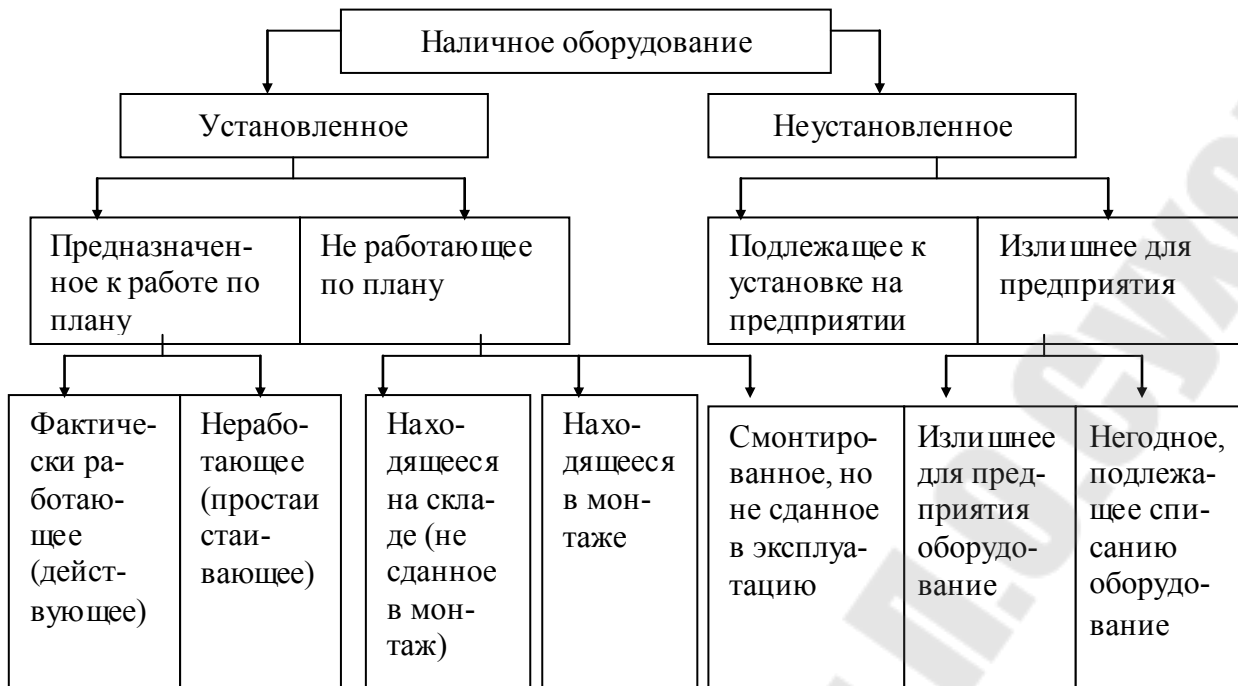 Наличное оборудование
Установленное
Неустановленное
Предназначен-
ное к работе по
плану
Не работающее
по плану
Подлежащее к
установке на
предприятии
Излишнее для
предприятия
Фактиче-
ски ра-
ботаю-
щее
(дейст-
вующее)
Нерабо-
тающее
(простаи
стаи-
вающее)
Нахо-
дящееся
на скла-
де (не
сданное
в мон-
таж)
Нахо-
дящееся
в мон-
таже
Смонтиро-
ванное, но
не сданное
в эксплуа-
тацию
Излишнее
для пред-
приятия
оборудо-
вание
Негодное,
подлежа-
щее спи-
санию
оборудо-
вание
П.О.Сухо